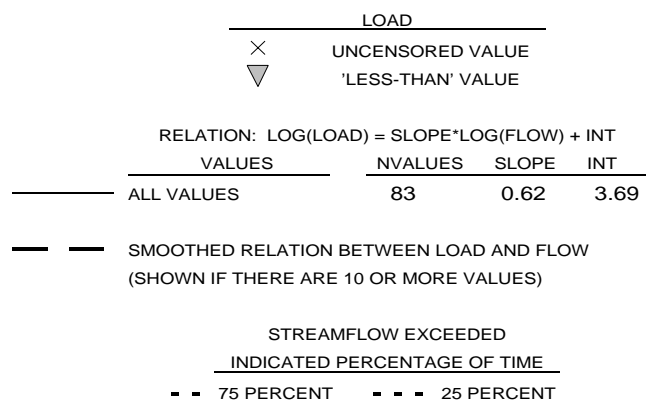 LOAD
UNCENSORED VALUE
'LESS-THAN' VALUE
RELATION: LOG(LOAD) = SLOPE*LOG(FLOW) + INT
VALUES NVALUES SLOPE INT
ALL VALUES 83 0.62 3.69
SMOOTHED RELATION BETWEEN LOAD AND FLOW
(SHOWN IF THERE ARE 10 OR MORE VALUES)
STREAMFLOW EXCEEDED
INDICATED PERCENTAGE OF TIME
75 PERCENT 25 PERCENT